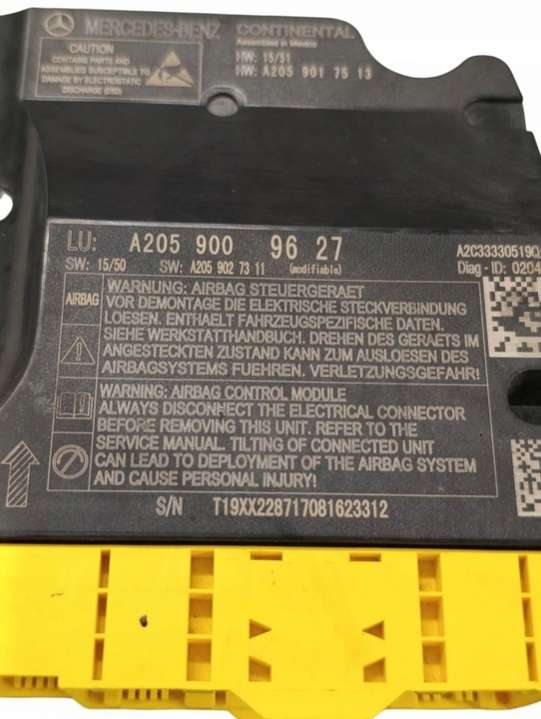 MERCEDES-BENZ
CONTINENTAL
Assembled in Mexico
CAUTION
CONTAINS PARTS AND
ASSEMBLIES SUSCEPTIBLE TO
DAMAGE BY ELECTROSTATIC
DISCHARGE (ESD)
HW: 15/31
HW: A205 901 75 13
LU: A205 900 96 27
SW: 15/50 SW: A205 902 73 11 (modifiable)
A2C33330519
Diag - ID: 0204
AIRBAG
WARNUNG: AIRBAG STEUERGERAET
VOR DEMONTAGE DIE ELEKTRISCHE STECKVERBINDUNG
LOESEN. ENTHAELT FAHRZEUGSPEZIFISCHE DATEN.
SIEHE WERKSTATTHANDBUCH. DREHEN DES GERAETS IM
ANGESTECKTEN ZUSTAND KANN ZUM AUSLOESEN DES
AIRBAGSYSTEMS FUEHREN. VERLETZUNGSGEFAHR!
WARNING: AIRBAG CONTROL MODULE
ALWAYS DISCONNECT THE ELECTRICAL CONNECTOR
BEFORE REMOVING THIS UNIT. REFER TO THE
SERVICE MANUAL. TILTING OF CONNECTED UNIT
CAN LEAD TO DEPLOYMENT OF THE AIRBAG SYSTEM
AND CAUSE PERSONAL INJURY!
S/N T19XX228717081623312